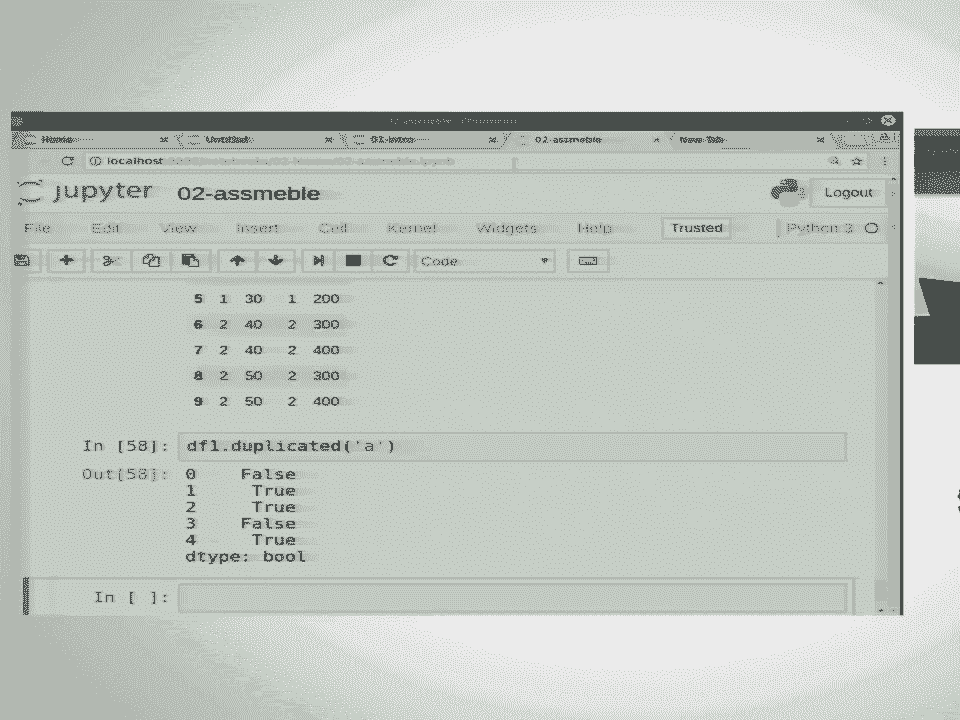 Home Untitled 02-intro 02-assmeble New Tab
localhost
jupyter 02-assmeble Logout
File Edit View Insert Cell Kernel Widgets Help Trusted Python 3
Code
5 1 30 1 200
6 2 40 2 300
7 2 40 2 400
8 2 50 2 300
9 2 50 2 400
In [58]: df1.duplicated('a')
Out[58]: 0 False
1 True
2 True
3 False
4 True
dtype: bool
In [ ]: